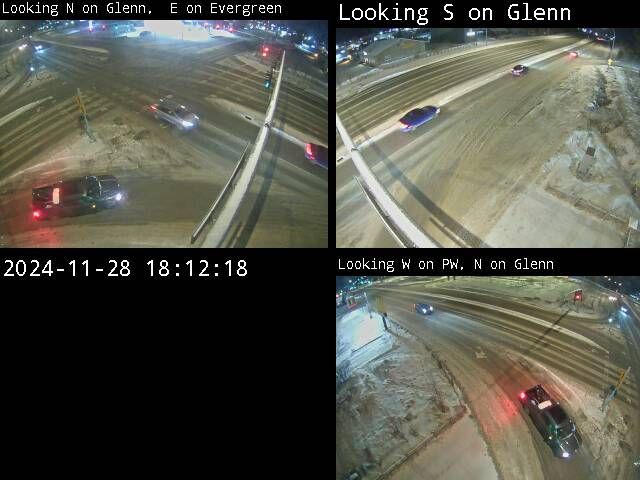 Looking N on Glenn,  E on Evergreen
Looking S on Glenn
2024-11-28 18:12:18
Looking W on PW, N on Glenn